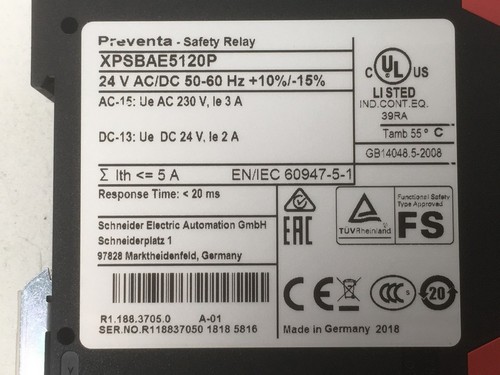 Preventa - Safety Relay
XPSBAE5120P
24 V AC/DC 50-60 Hz +10%/-15%
AC-15: Ue AC 230 V, Ie 3 A
DC-13: Ue DC 24 V, Ie 2 A
Σ Ith <= 5 A EN/IEC 60947-5-1
C UL US
LISTED
IND.CONT.EQ.
39RA
Tamb 55° C
GB14048.5-2008
Response Time: < 20 ms
Schneider Electric Automation GmbH
Schneiderplatz 1
97828 Marktheidenfeld, Germany
EAC
TÜVRheinland
Functional Safety
Type Approved
FS
CE
CCC S
20
R1.188.3705.0 A-01
SER.NO.R118837050 1818 5816
Made in Germany 2018
Y